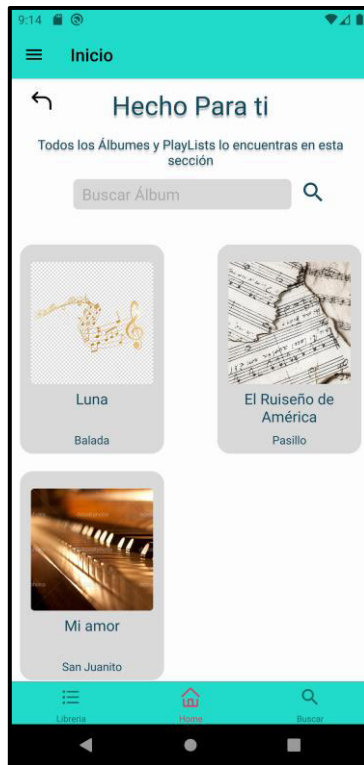 9:14
Inicio
Hecho Para ti
Todos los Álbumes y PlayLists lo encuentras en esta
sección
Buscar Álbum
Luna
Balada
El Ruiseño de
América
Pasillo
Mi amor
San Juanito
Libreria
Home
Buscar